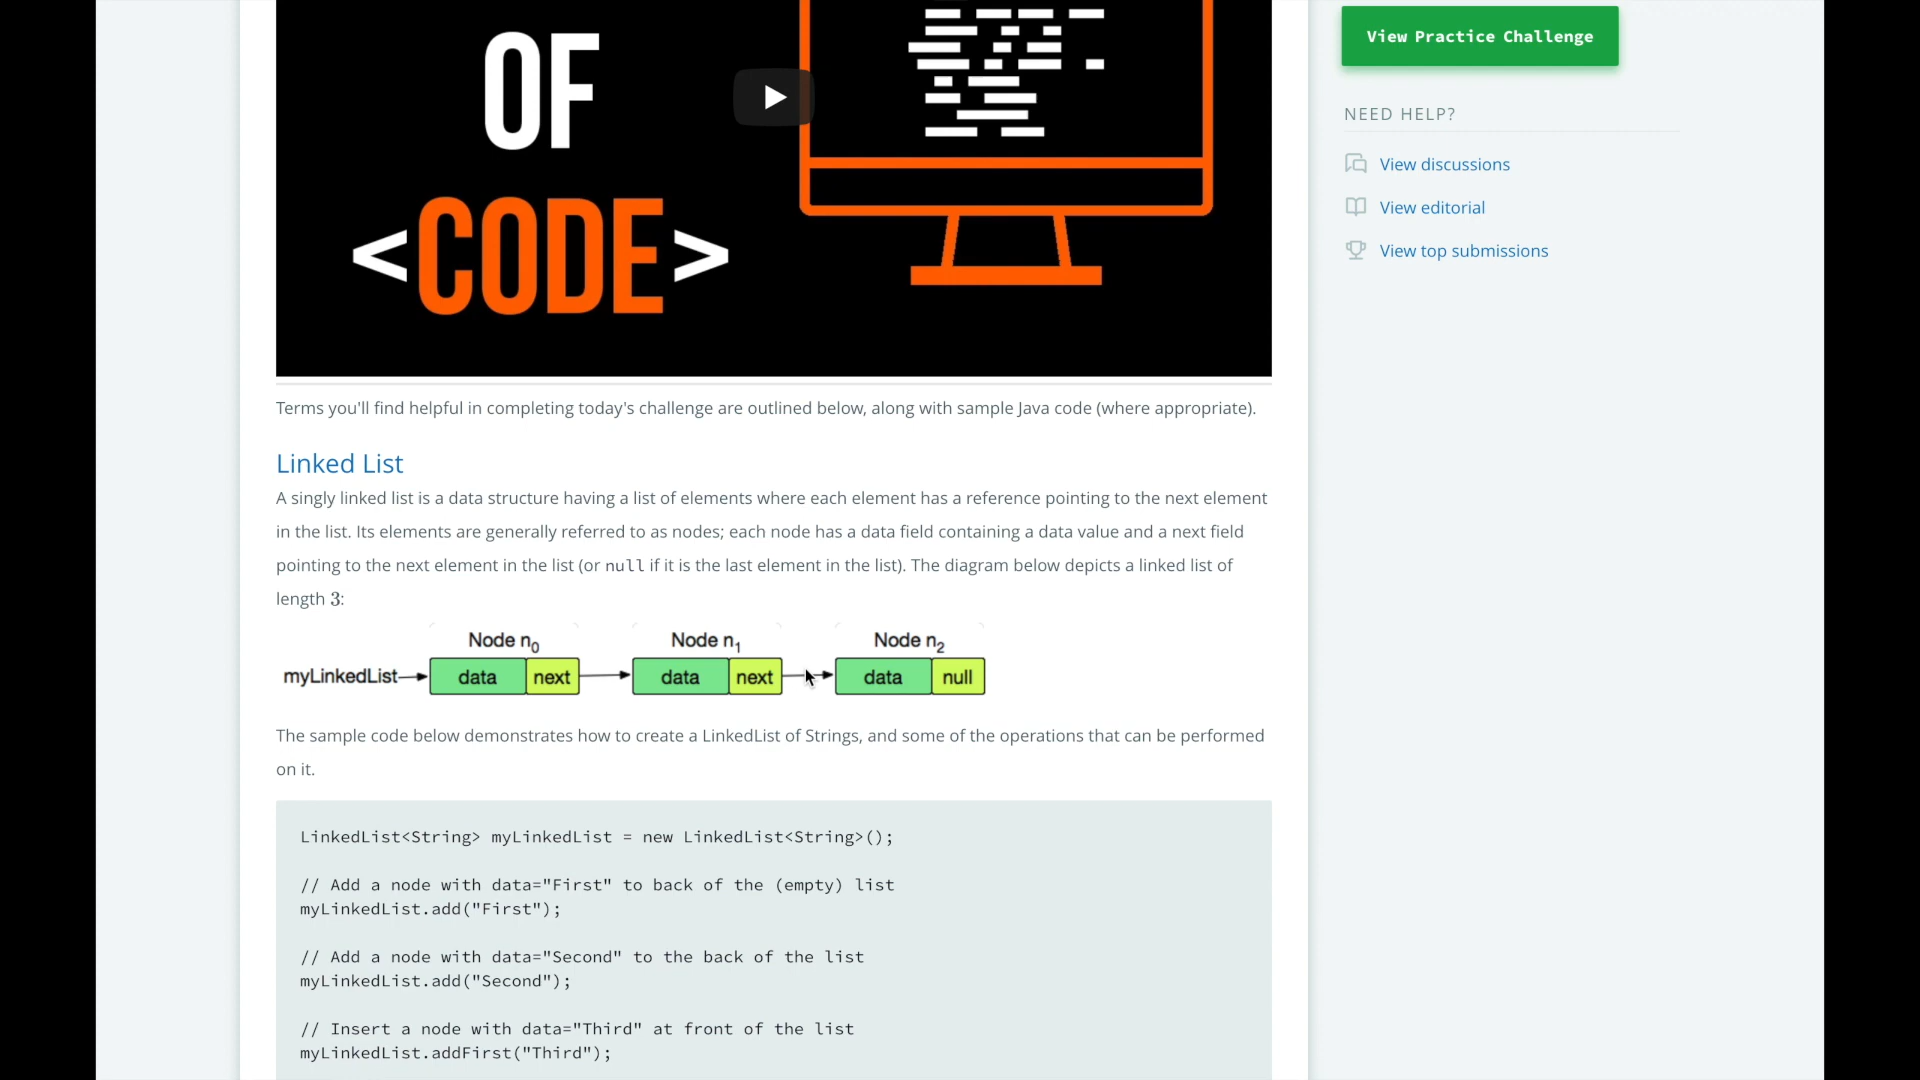 OF
<CODE>
View Practice Challenge
NEED HELP?
View discussions
View editorial
View top submissions
Terms you'll find helpful in completing today's challenge are outlined below, along with sample Java code (where appropriate).
Linked List
A singly linked list is a data structure having a list of elements where each element has a reference pointing to the next element
in the list. Its elements are generally referred to as nodes; each node has a data field containing a data value and a next field
pointing to the next element in the list (or null if it is the last element in the list). The diagram below depicts a linked list of
length 3:
Node n0 Node n1 Node n2
myLinkedList data next data next data null
The sample code below demonstrates how to create a LinkedList of Strings, and some of the operations that can be performed
on it.
LinkedList<String> myLinkedList = new LinkedList<String>();
// Add a node with data="First" to back of the (empty) list
myLinkedList.add("First");
// Add a node with data="Second" to the back of the list
myLinkedList.add("Second");
// Insert a node with data="Third" at front of the list
myLinkedList.addFirst("Third");